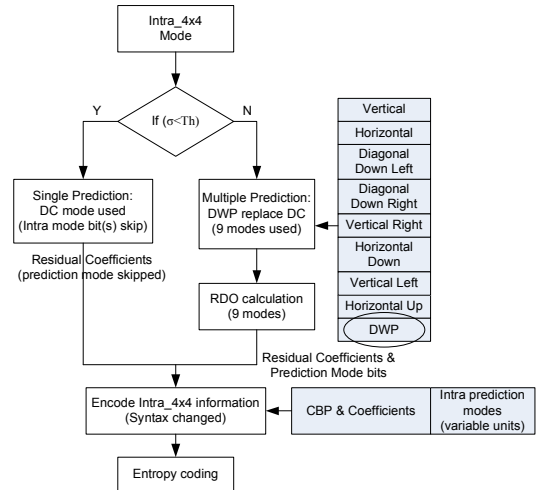 Intra_4x4
Mode
If (σ<Th)
Y
N
Single Prediction:
DC mode used
(Intra mode bit(s) skip)
Multiple Prediction:
DWP replace DC
(9 modes used)
Vertical
Horizontal
Diagonal
Down Left
Diagonal
Down Right
Vertical Right
Horizontal
Down
Vertical Left
Horizontal Up
DWP
Residual Coefficients
(prediction mode skipped)
RDO calculation
(9 modes)
Residual Coefficients &
Prediction Mode bits
Encode Intra_4x4 information
(Syntax changed)
CBP & Coefficients
Intra prediction
modes
(variable units)
Entropy coding